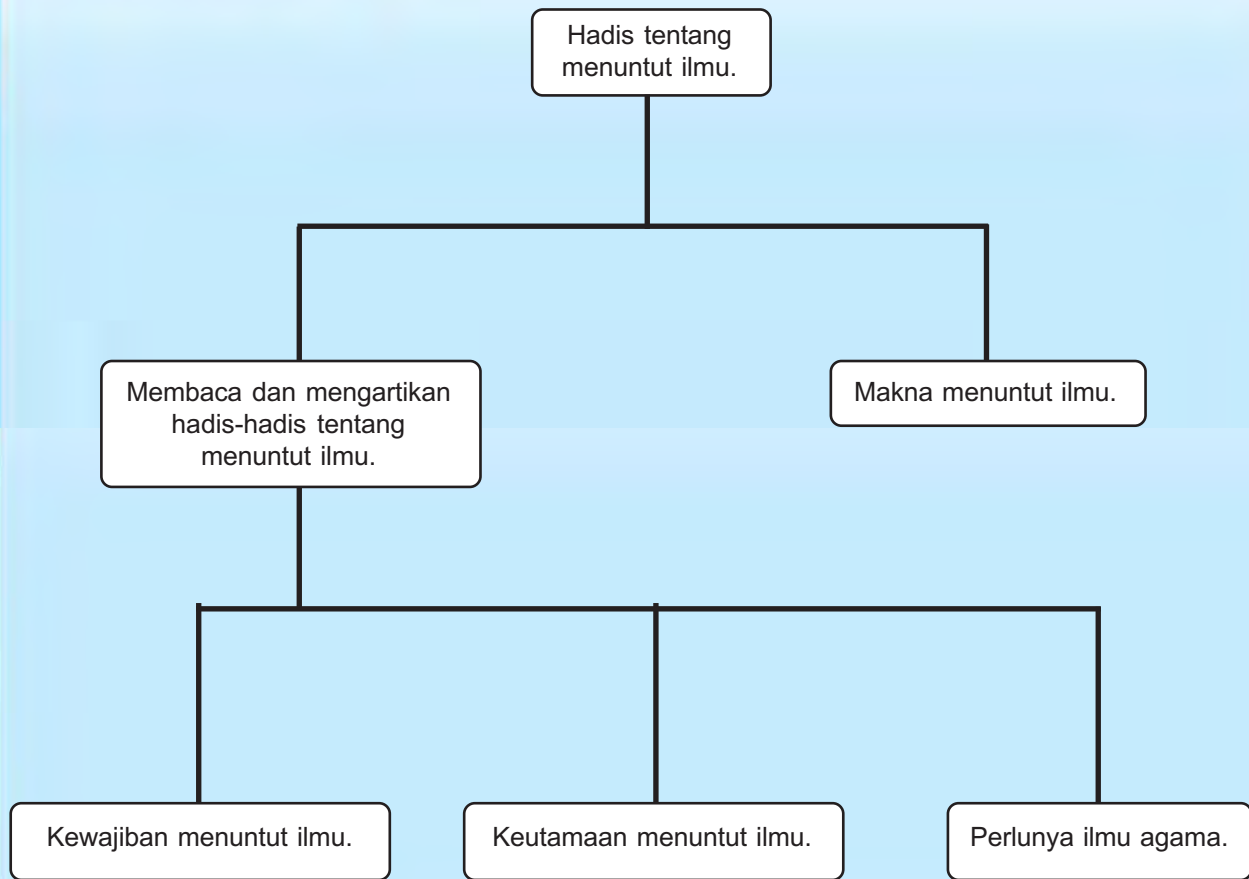 Hadis tentang
menuntut ilmu.
Membaca dan mengartikan
hadis-hadis tentang
menuntut ilmu.
Makna menuntut ilmu.
Kewajiban menuntut ilmu.
Keutamaan menuntut ilmu.
Perlunya ilmu agama.